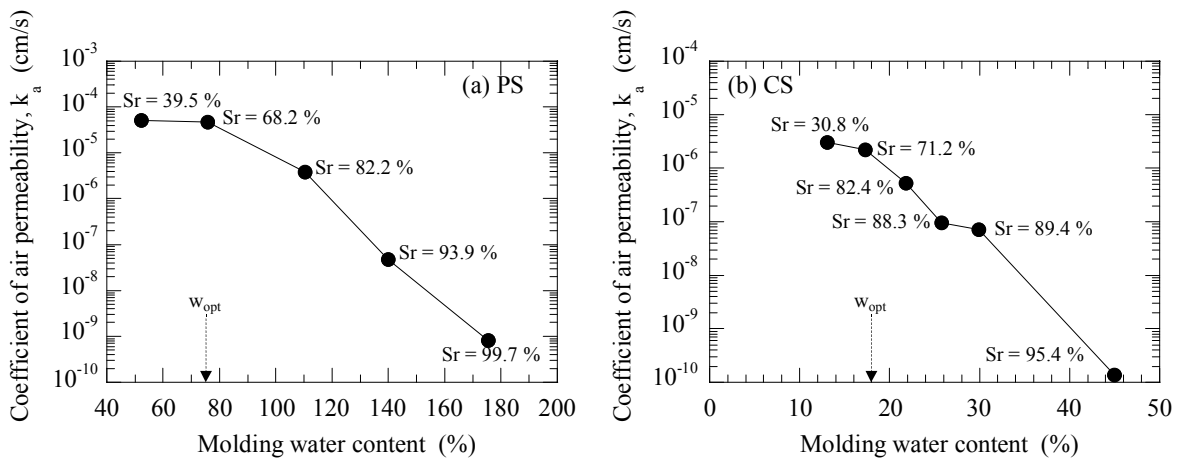 Coefficient of air permeability, k_a (cm/s)
10^-3
10^-4
10^-5
10^-6
10^-7
10^-8
10^-9
10^-10
(a) PS
Sr = 39.5 %
Sr = 68.2 %
Sr = 82.2 %
Sr = 93.9 %
w_opt
Sr = 99.7 %
40 60 80 100 120 140 160 180 200
Molding water content (%)
Coefficient of air permeability, k_a (cm/s)
10^-4
10^-5
10^-6
10^-7
10^-8
10^-9
10^-10
(b) CS
Sr = 30.8 %
Sr = 71.2 %
Sr = 82.4 %
Sr = 88.3 %
Sr = 89.4 %
w_opt
Sr = 95.4 %
0 10 20 30 40 50
Molding water content (%)